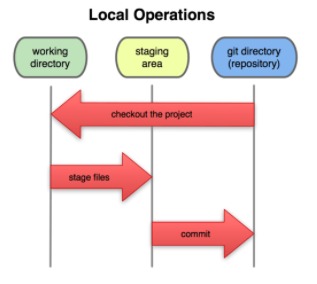 Local Operations
working
directory
staging
area
git directory
(repository)
checkout the project
stage files
commit